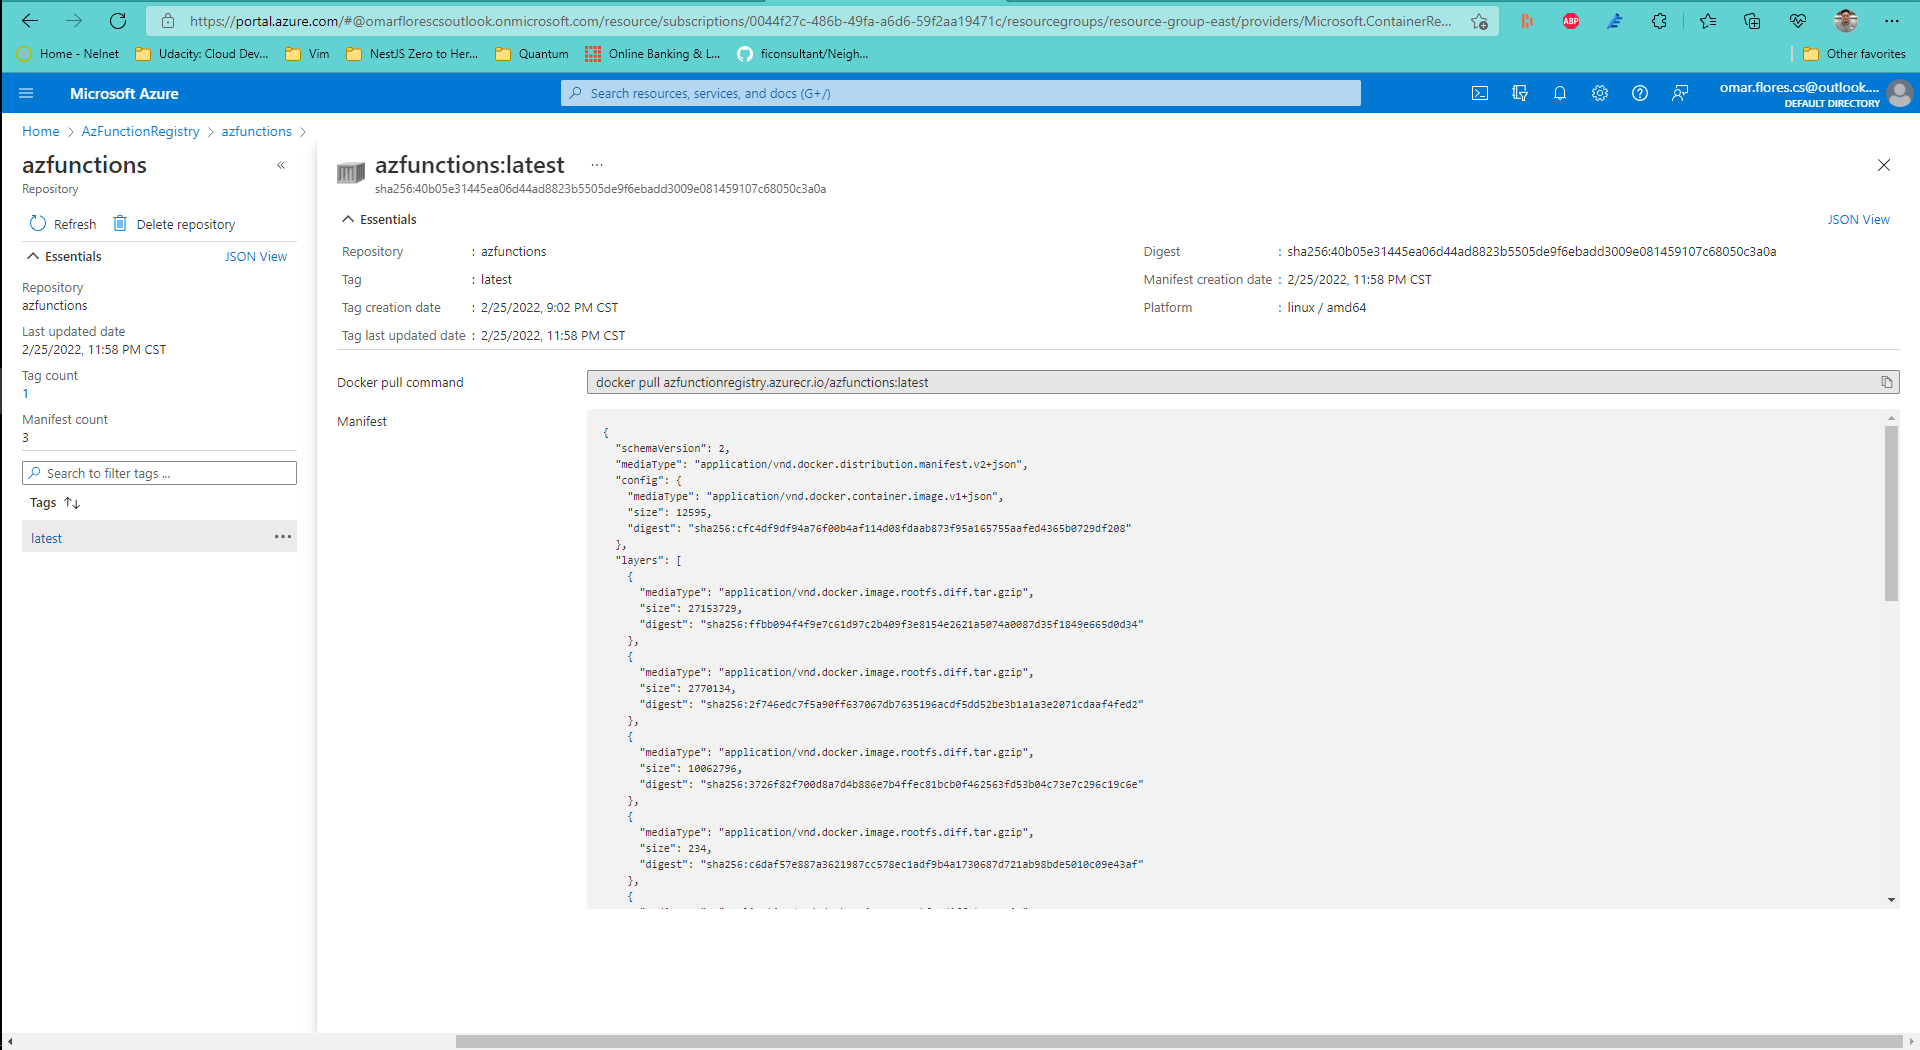 https://portal.azure.com/#@omarflorescsoutlook.onmicrosoft.com/resource/subscriptions/0044f27c-486b-49fa-a6d6-59f2aa19471c/resourcegroups/resource-group-east/providers/Microsoft.ContainerRe...
ABP
Home - Nelnet
Udacity: Cloud Dev...
Vim
NestJS Zero to Her...
Quantum
Online Banking & L...
ficonsultant/Neigh...
Other favorites
Microsoft Azure
Search resources, services, and docs (G+/)
omar.flores.cs@outlook....
DEFAULT DIRECTORY
Home > AzFunctionRegistry > azfunctions >
azfunctions
Repository
Refresh
Delete repository
Essentials
JSON View
Repository
azfunctions
Last updated date
2/25/2022, 11:58 PM CST
Tag count
1
Manifest count
3
Search to filter tags ...
Tags
latest
azfunctions:latest
sha256:40b05e31445ea06d44ad8823b5505de9f6ebadd3009e081459107c68050c3a0a
Essentials
JSON View
Repository : azfunctions
Tag : latest
Tag creation date : 2/25/2022, 9:02 PM CST
Tag last updated date : 2/25/2022, 11:58 PM CST
Digest : sha256:40b05e31445ea06d44ad8823b5505de9f6ebadd3009e081459107c68050c3a0a
Manifest creation date : 2/25/2022, 11:58 PM CST
Platform : linux / amd64
Docker pull command
docker pull azfunctionregistry.azurecr.io/azfunctions:latest
Manifest
{
"schemaVersion": 2,
"mediaType": "application/vnd.docker.distribution.manifest.v2+json",
"config": {
"mediaType": "application/vnd.docker.container.image.v1+json",
"size": 12595,
"digest": "sha256:cfc4df9df94a76f00b4af114d08fdaab873f95a165755aafed4365b0729df208"
},
"layers": [
{
"mediaType": "application/vnd.docker.image.rootfs.diff.tar.gzip",
"size": 27153729,
"digest": "sha256:ffbb094f4f9e7c61d97c2b409f3e8154e2621a5074a0087d35f1849e665d0d34"
},
{
"mediaType": "application/vnd.docker.image.rootfs.diff.tar.gzip",
"size": 2770134,
"digest": "sha256:2f746edc7f5a90ff637067db7635196acdf5dd52be3b1a1a3e2071cdaaf4fed2"
},
{
"mediaType": "application/vnd.docker.image.rootfs.diff.tar.gzip",
"size": 10062796,
"digest": "sha256:3726f82f700d8a7d4b886e7b4ffec81bcb0f462563fd53b04c73e7c296c19c6e"
},
{
"mediaType": "application/vnd.docker.image.rootfs.diff.tar.gzip",
"size": 234,
"digest": "sha256:c6daf57e887a3621987cc578ec1adf9b4a1730687d721ab98bde5010c09e43af"
},
{